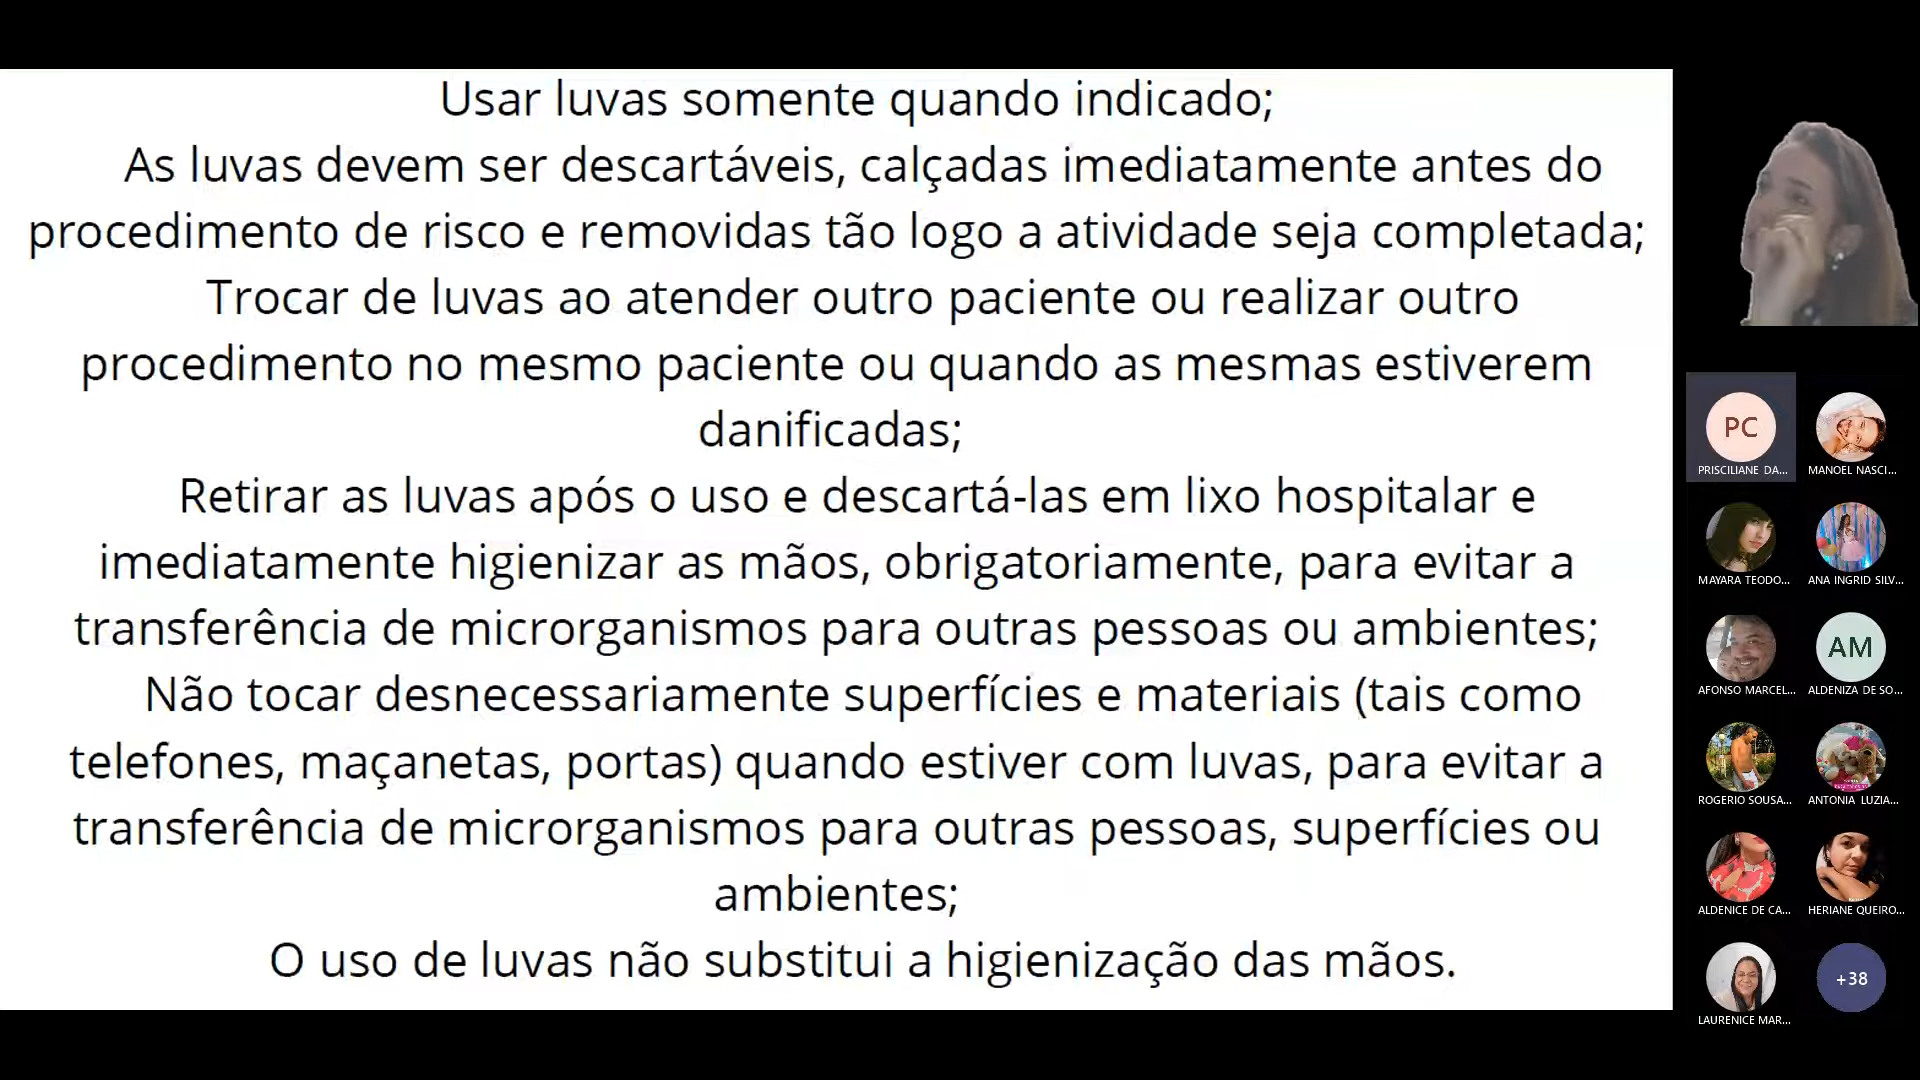 Usar luvas somente quando indicado;
As luvas devem ser descartáveis, calçadas imediatamente antes do
procedimento de risco e removidas tão logo a atividade seja completada;
Trocar de luvas ao atender outro paciente ou realizar outro
procedimento no mesmo paciente ou quando as mesmas estiverem
danificadas;
Retirar as luvas após o uso e descartá-las em lixo hospitalar e
imediatamente higienizar as mãos, obrigatoriamente, para evitar a
transferência de microrganismos para outras pessoas ou ambientes;
Não tocar desnecessariamente superfícies e materiais (tais como
telefones, maçanetas, portas) quando estiver com luvas, para evitar a
transferência de microrganismos para outras pessoas, superfícies ou
ambientes;
O uso de luvas não substitui a higienização das mãos.
PC
PRISCILIANE DA...
MANOEL NASCI...
MAYARA TEODO...
ANA INGRID SILV...
AFONSO MARCEL...
AM
ALDENIZA DE SO...
ROGERIO SOUSA...
ANTONIA LUZIA...
ALDENICE DE CA...
HERIANE QUEIRO...
LAURENICE MAR...
+38